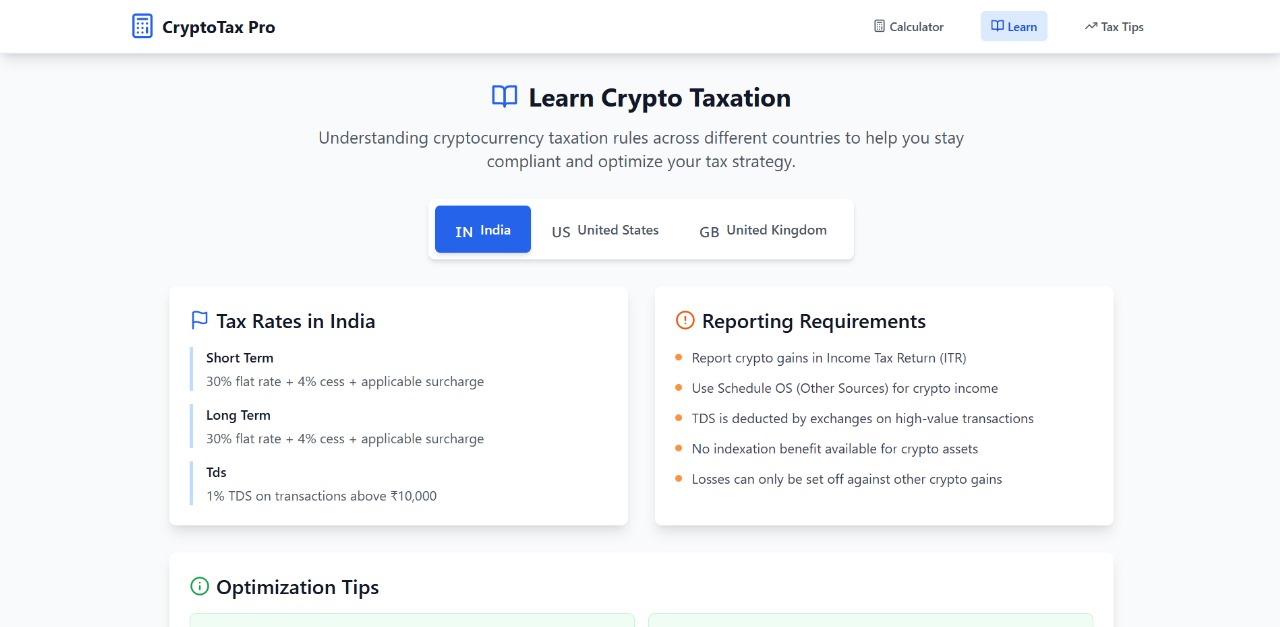 CryptoTax Pro
Calculator
Learn
Tax Tips
Learn Crypto Taxation
Understanding cryptocurrency taxation rules across different countries to help you stay
compliant and optimize your tax strategy.
IN India
US United States
GB United Kingdom
Tax Rates in India
Short Term
30% flat rate + 4% cess + applicable surcharge
Long Term
30% flat rate + 4% cess + applicable surcharge
Tds
1% TDS on transactions above ₹10,000
Reporting Requirements
Report crypto gains in Income Tax Return (ITR)
Use Schedule OS (Other Sources) for crypto income
TDS is deducted by exchanges on high-value transactions
No indexation benefit available for crypto assets
Losses can only be set off against other crypto gains
Optimization Tips